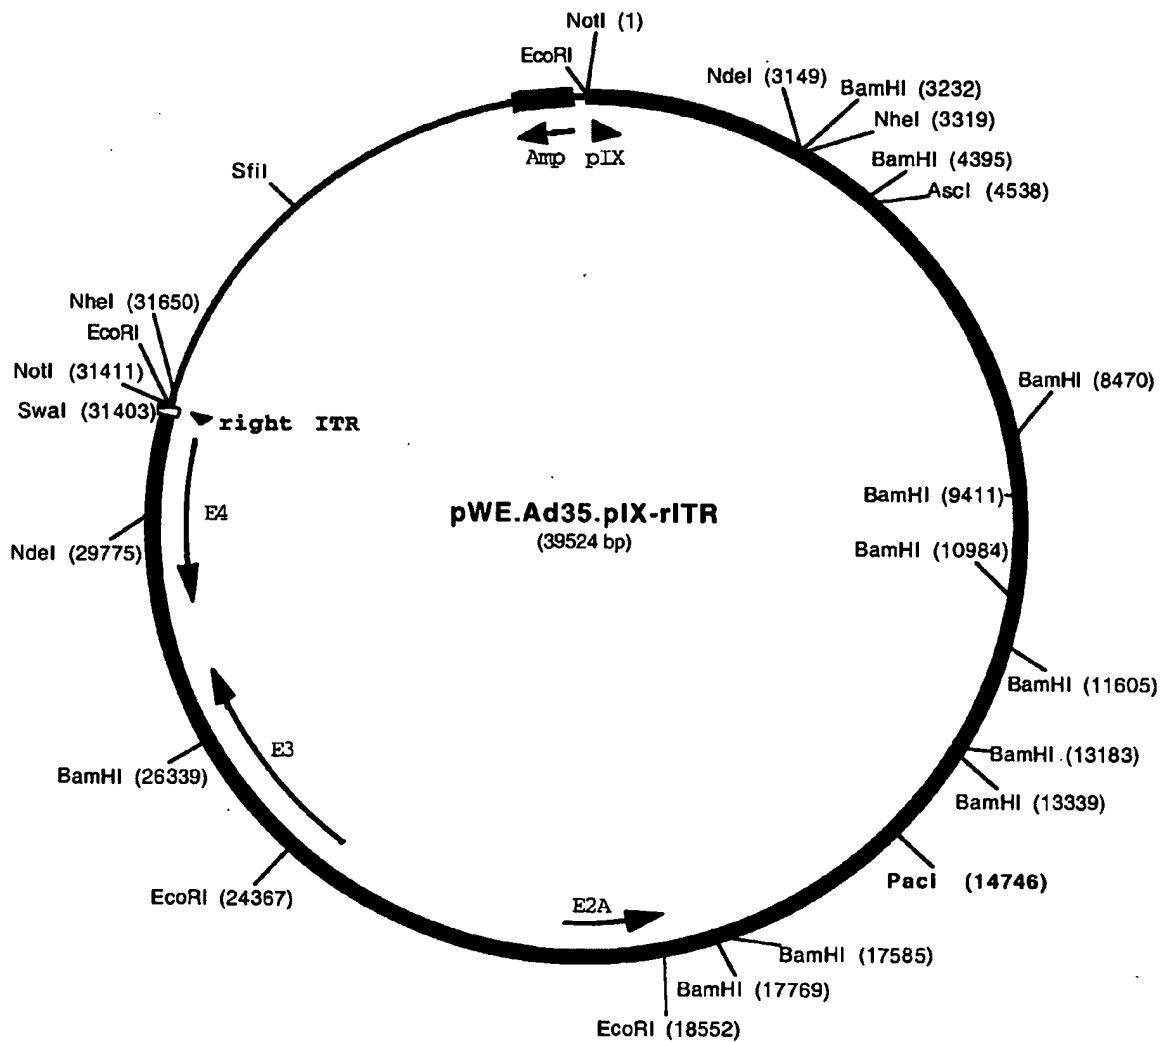 NotI (1)
EcoRI
NdeI (3149)
BamHI (3232)
NheI (3319)
BamHI (4395)
AscI (4538)
Amp pIX
SfiI
NheI (31650)
EcoRI
NotI (31411)
SwaI (31403)
right ITR
BamHI (8470)
BamHI (9411)
pWE.Ad35.pIX-rITR
(39524 bp)
E4
NdeI (29775)
BamHI (10984)
BamHI (11605)
E3
BamHI (26339)
BamHI (13183)
BamHI (13339)
PacI (14746)
EcoRI (24367)
E2A
BamHI (17585)
BamHI (17769)
EcoRI (18552)